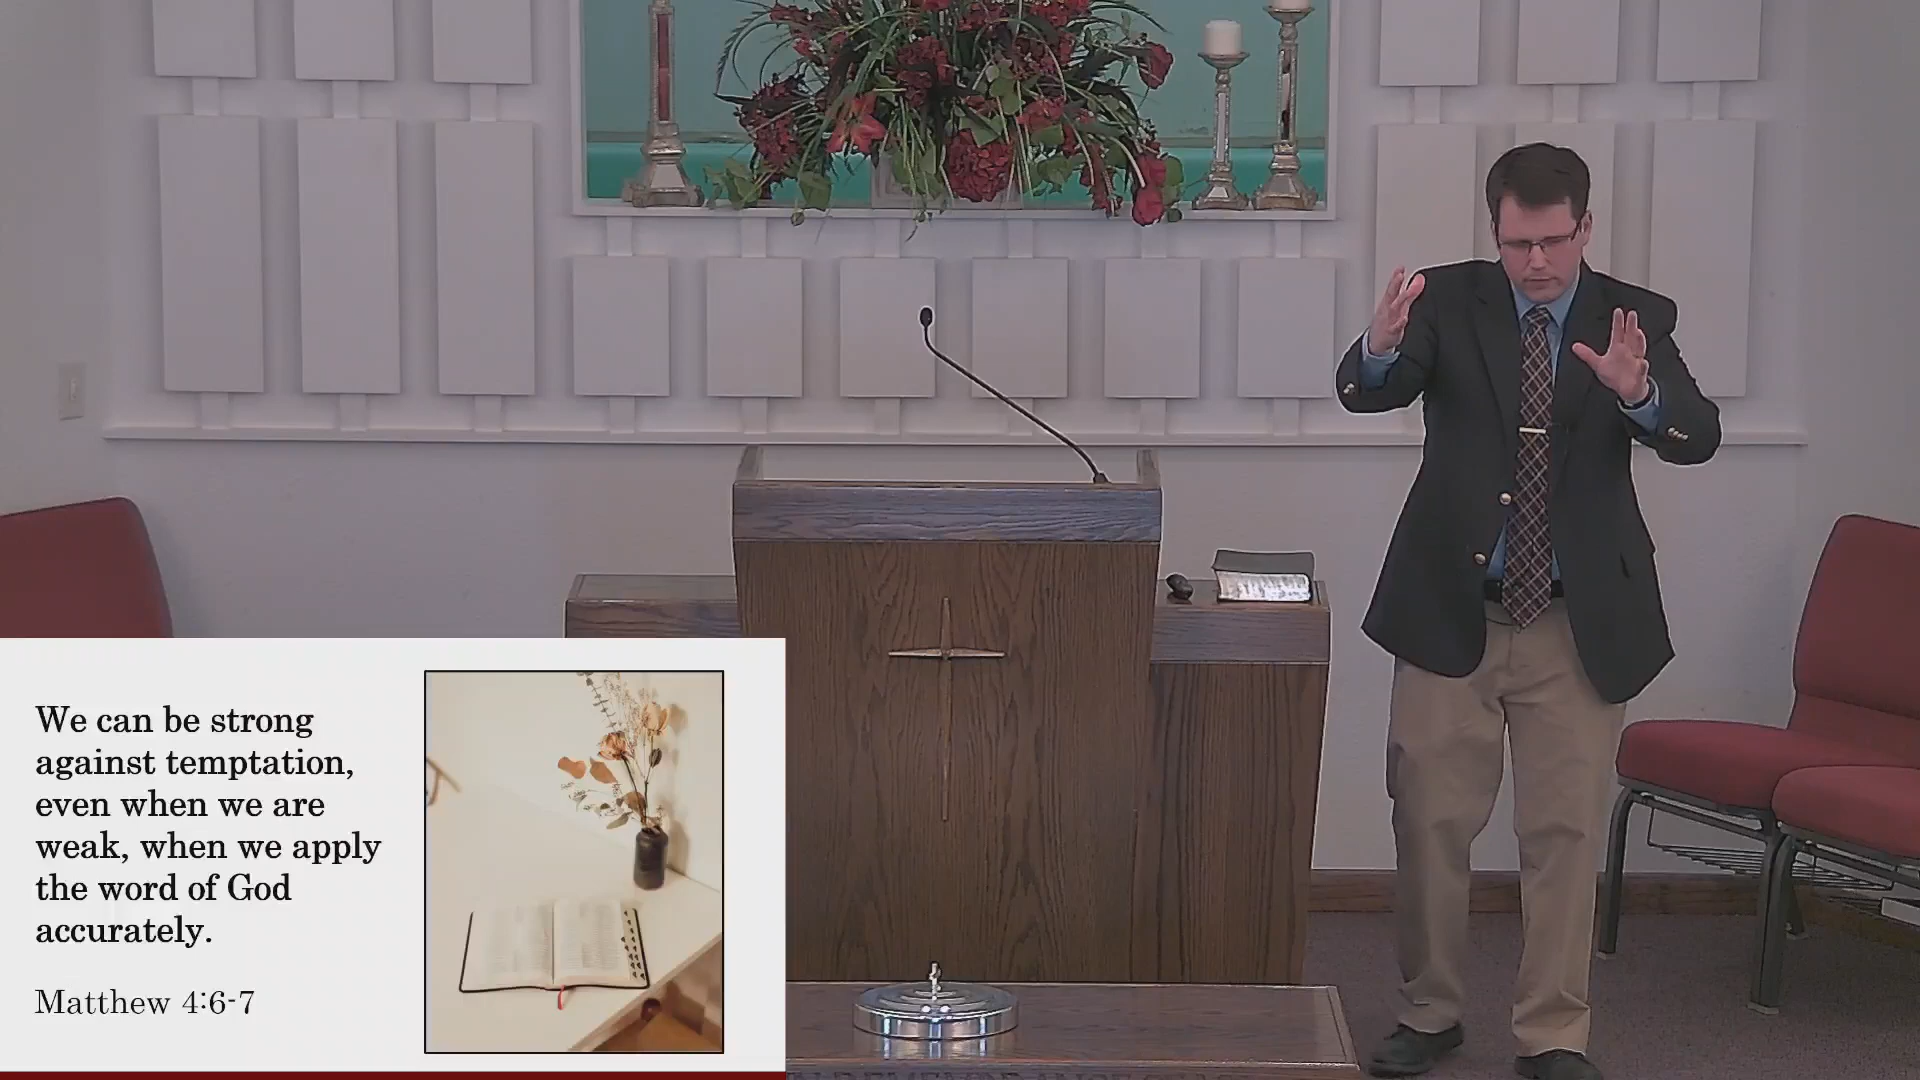 We can be strong
against temptation,
even when we are
weak, when we apply
the word of God
accurately.
Matthew 4:6-7